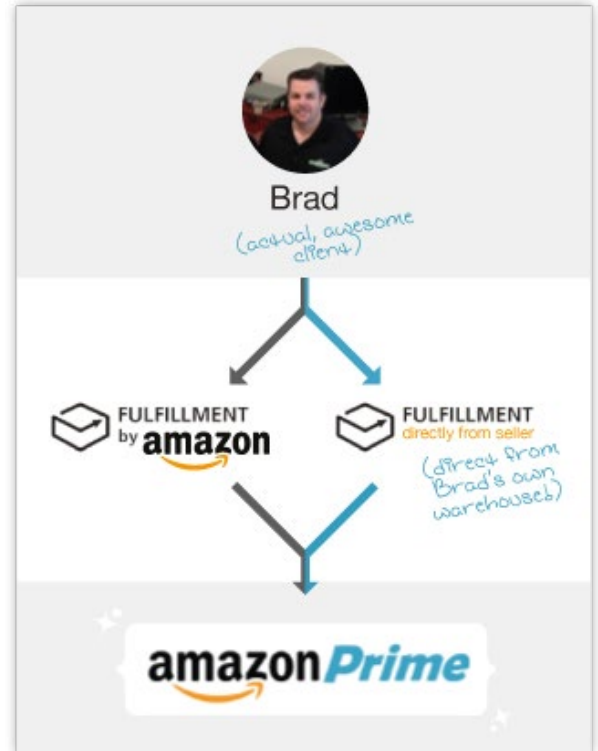 Brad
(actual, awesome
client)
FULFILLMENT
by amazon
FULFILLMENT
directly from seller
(direct from
Brad's own
warehouse!)
amazon Prime